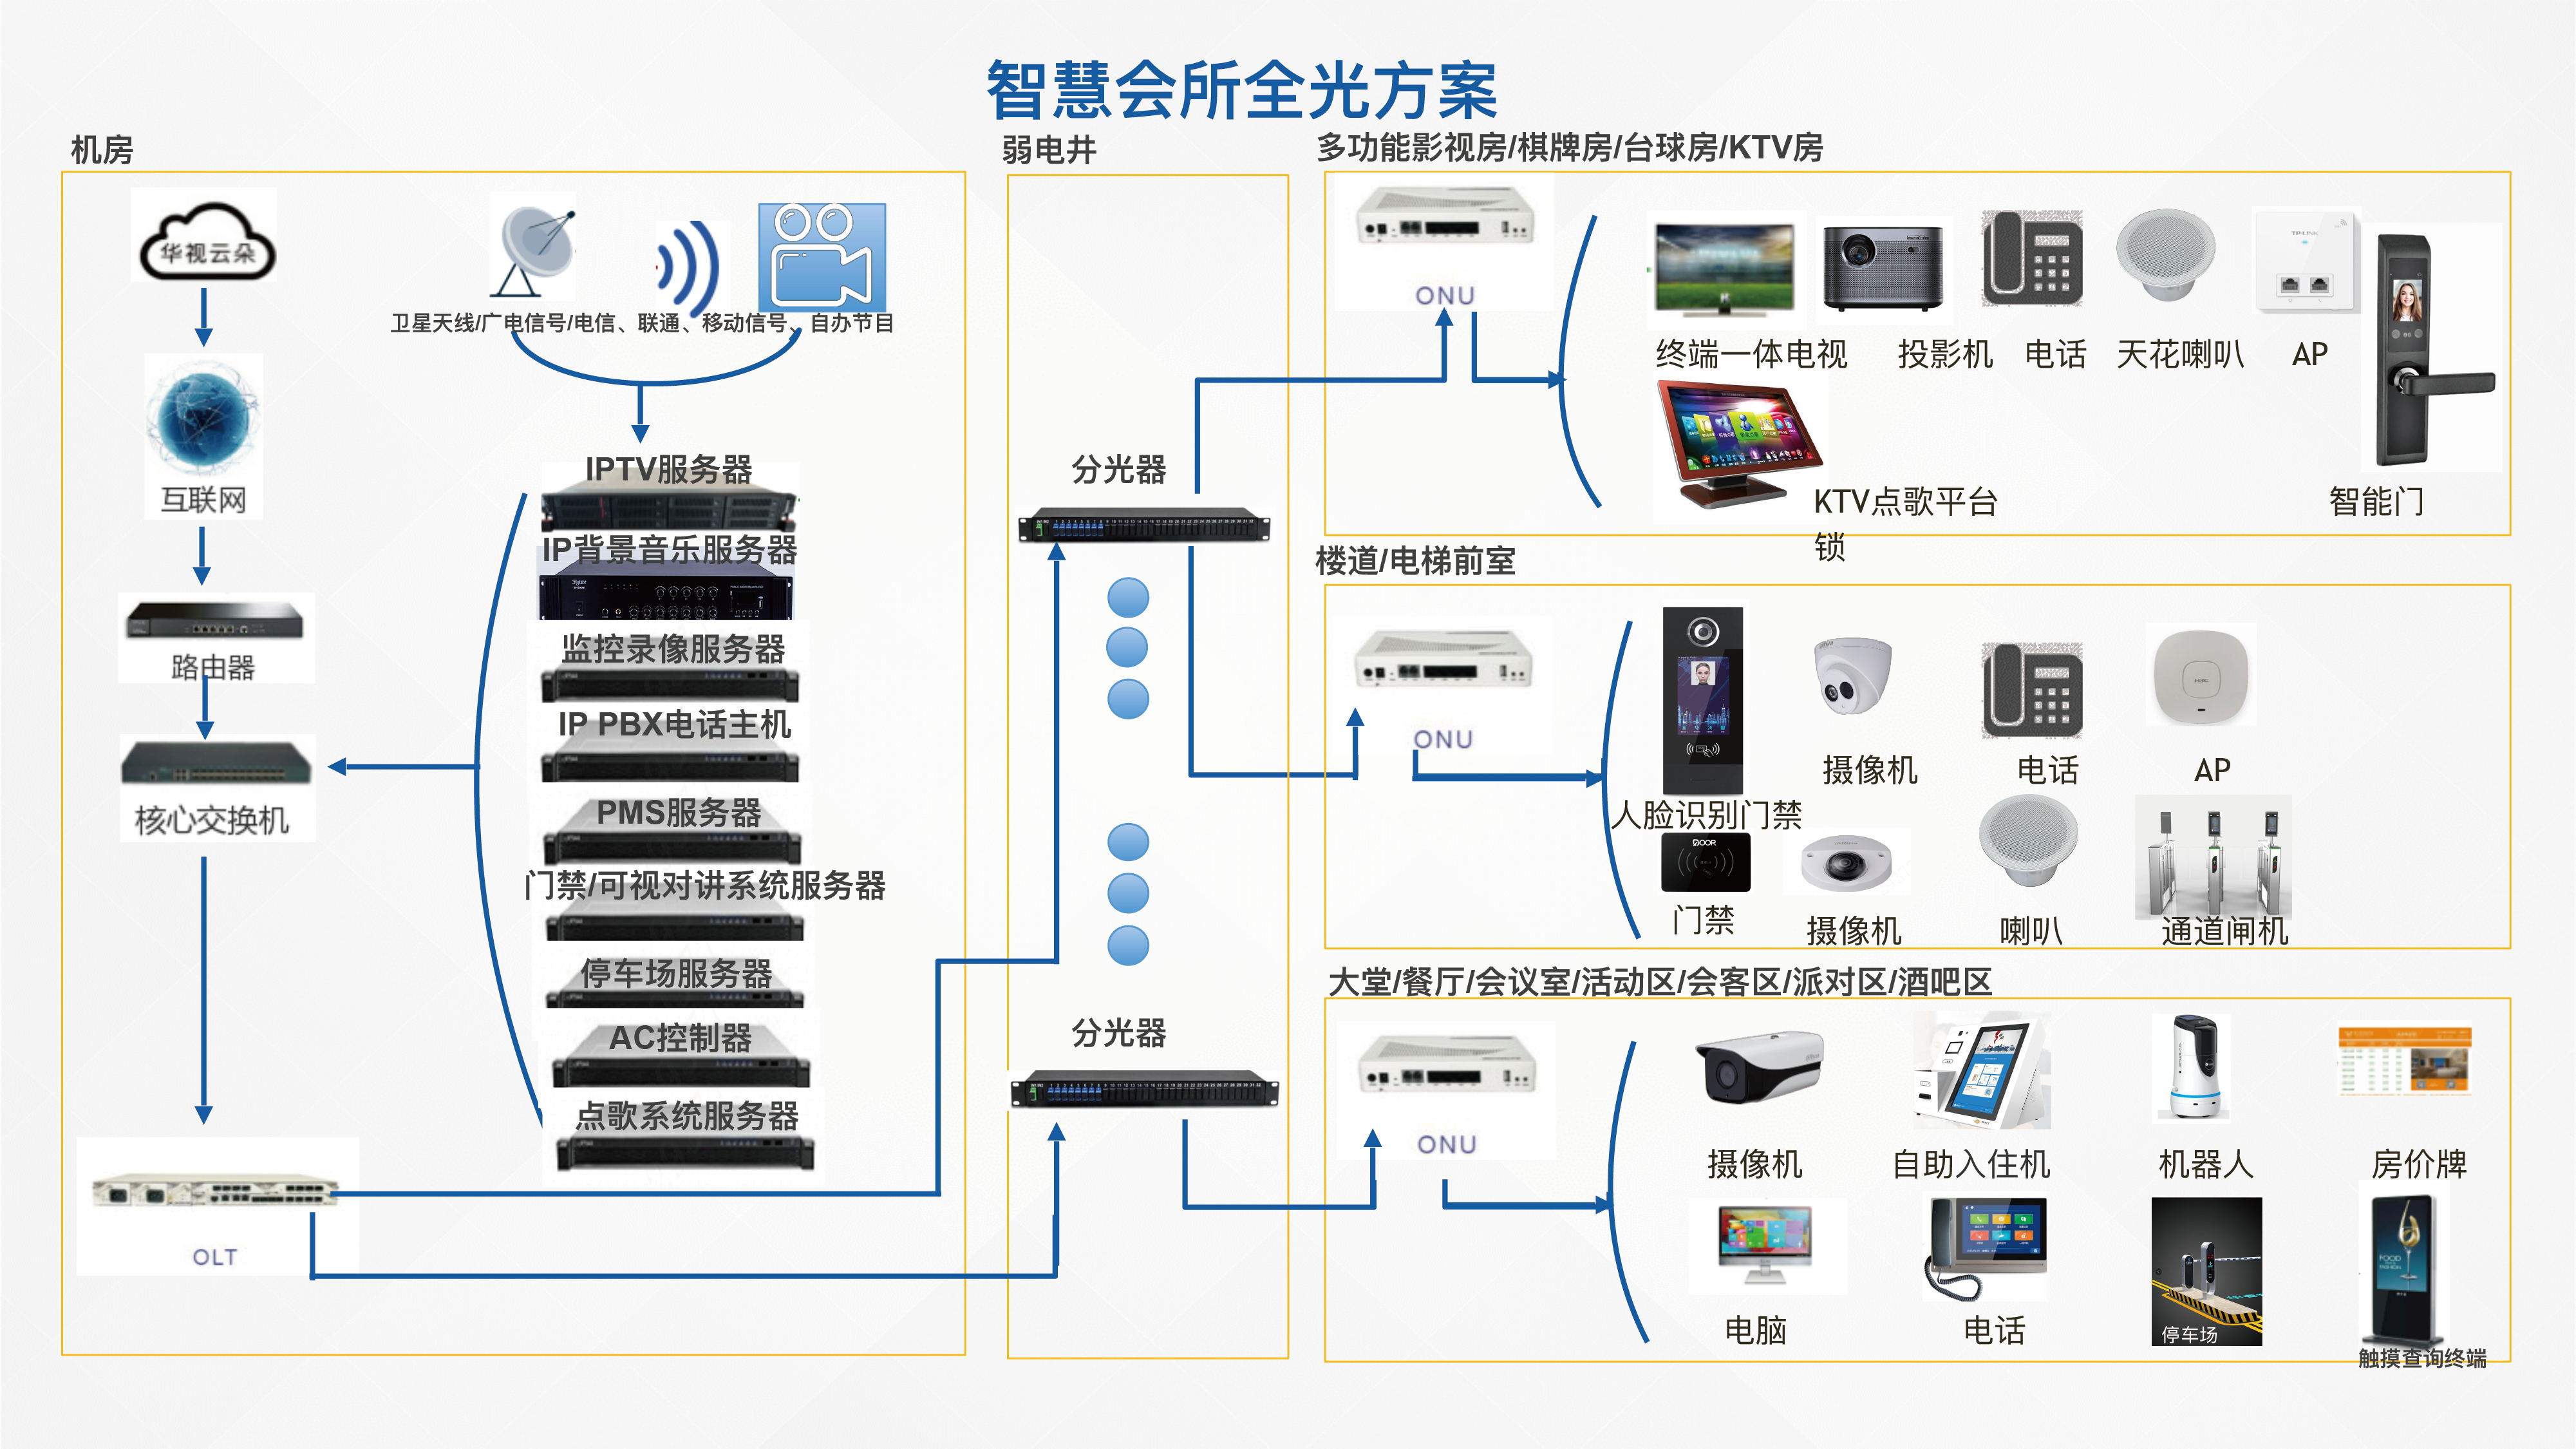 智慧会所全光方案
机房
华视云朵
卫星天线/广电信号/电信、联通、移动信号、自办节目
互联网
路由器
核心交换机
OLT
IPTV服务器
IP背景音乐服务器
监控录像服务器
IP PBX电话主机
PMS服务器
门禁/可视对讲系统服务器
停车场服务器
AC控制器
点歌系统服务器
弱电井
分光器
分光器
多功能影视房/棋牌房/台球房/KTV房
ONU
TP-LINK
终端一体电视
投影机
电话
天花喇叭
AP
KTV点歌平台
智能门
锁
楼道/电梯前室
ONU
摄像机
电话
AP
人脸识别门禁
DOOR
门禁
摄像机
喇叭
通道闸机
大堂/餐厅/会议室/活动区/会客区/派对区/酒吧区
ONU
摄像机
自助入住机
机器人
房价牌
FOOD
电脑
电话
停车场
触摸查询终端